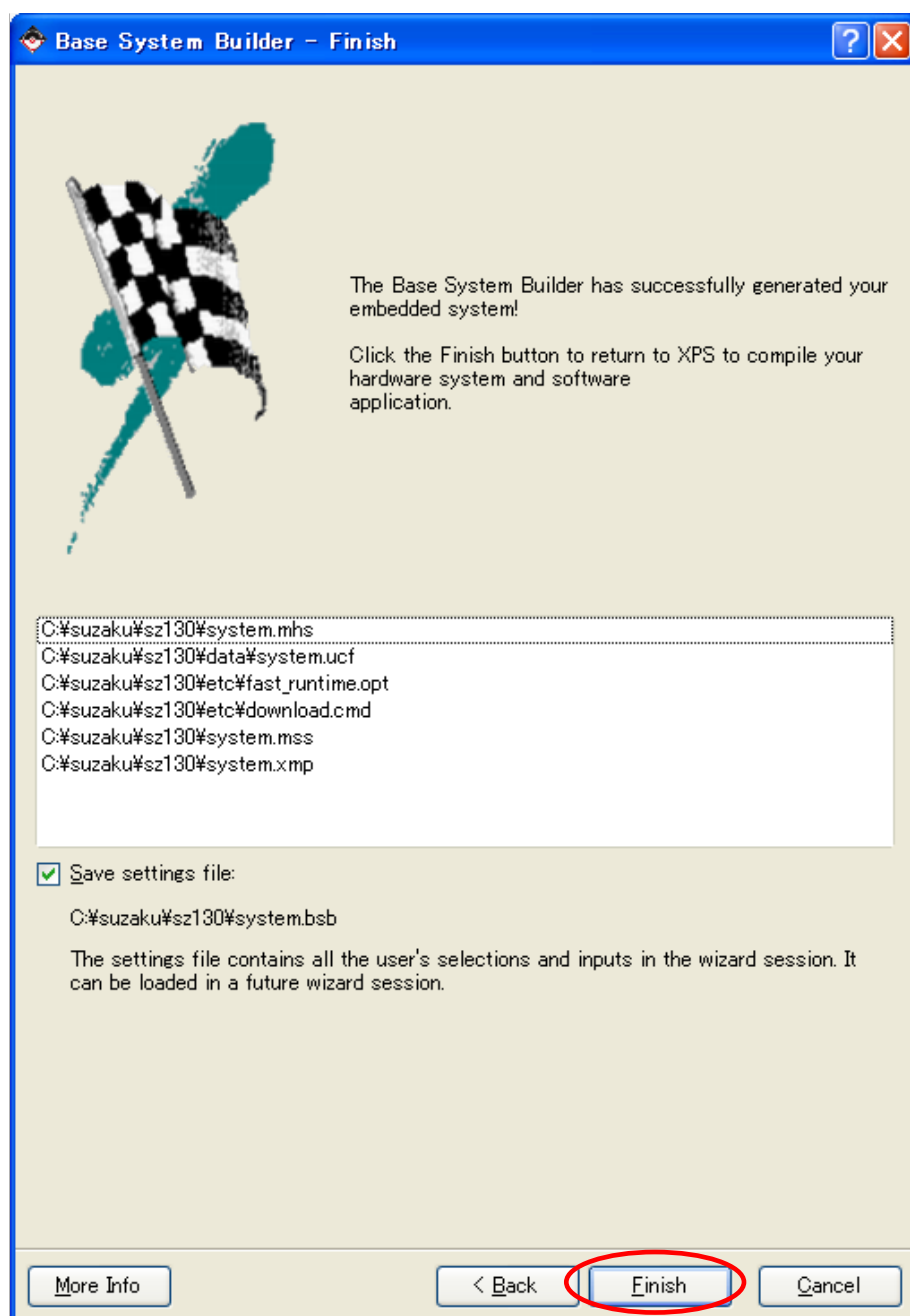 Base System Builder - Finish
The Base System Builder has successfully generated your
embedded system!
Click the Finish button to return to XPS to compile your
hardware system and software
application.
C:¥suzaku¥sz130¥system.mhs
C:¥suzaku¥sz130¥data¥system.ucf
C:¥suzaku¥sz130¥etc¥fast_runtime.opt
C:¥suzaku¥sz130¥etc¥download.cmd
C:¥suzaku¥sz130¥system.mss
C:¥suzaku¥sz130¥system.xmp
Save settings file:
C:¥suzaku¥sz130¥system.bsb
The settings file contains all the user's selections and inputs in the wizard session. It
can be loaded in a future wizard session.
More Info
< Back
Finish
Cancel